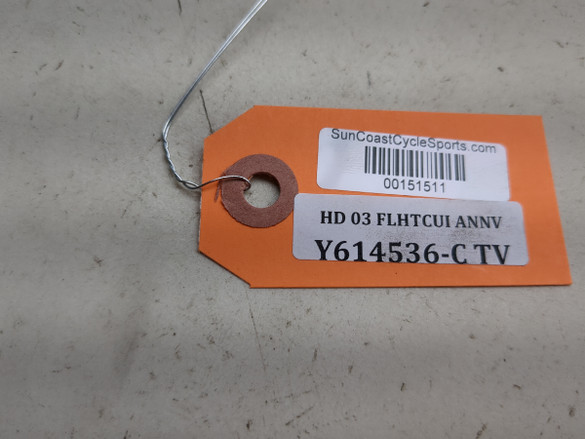 SunCoastCycleSports.com
00151511
HD 03 FLHTCUI ANNV
Y614536-C TV